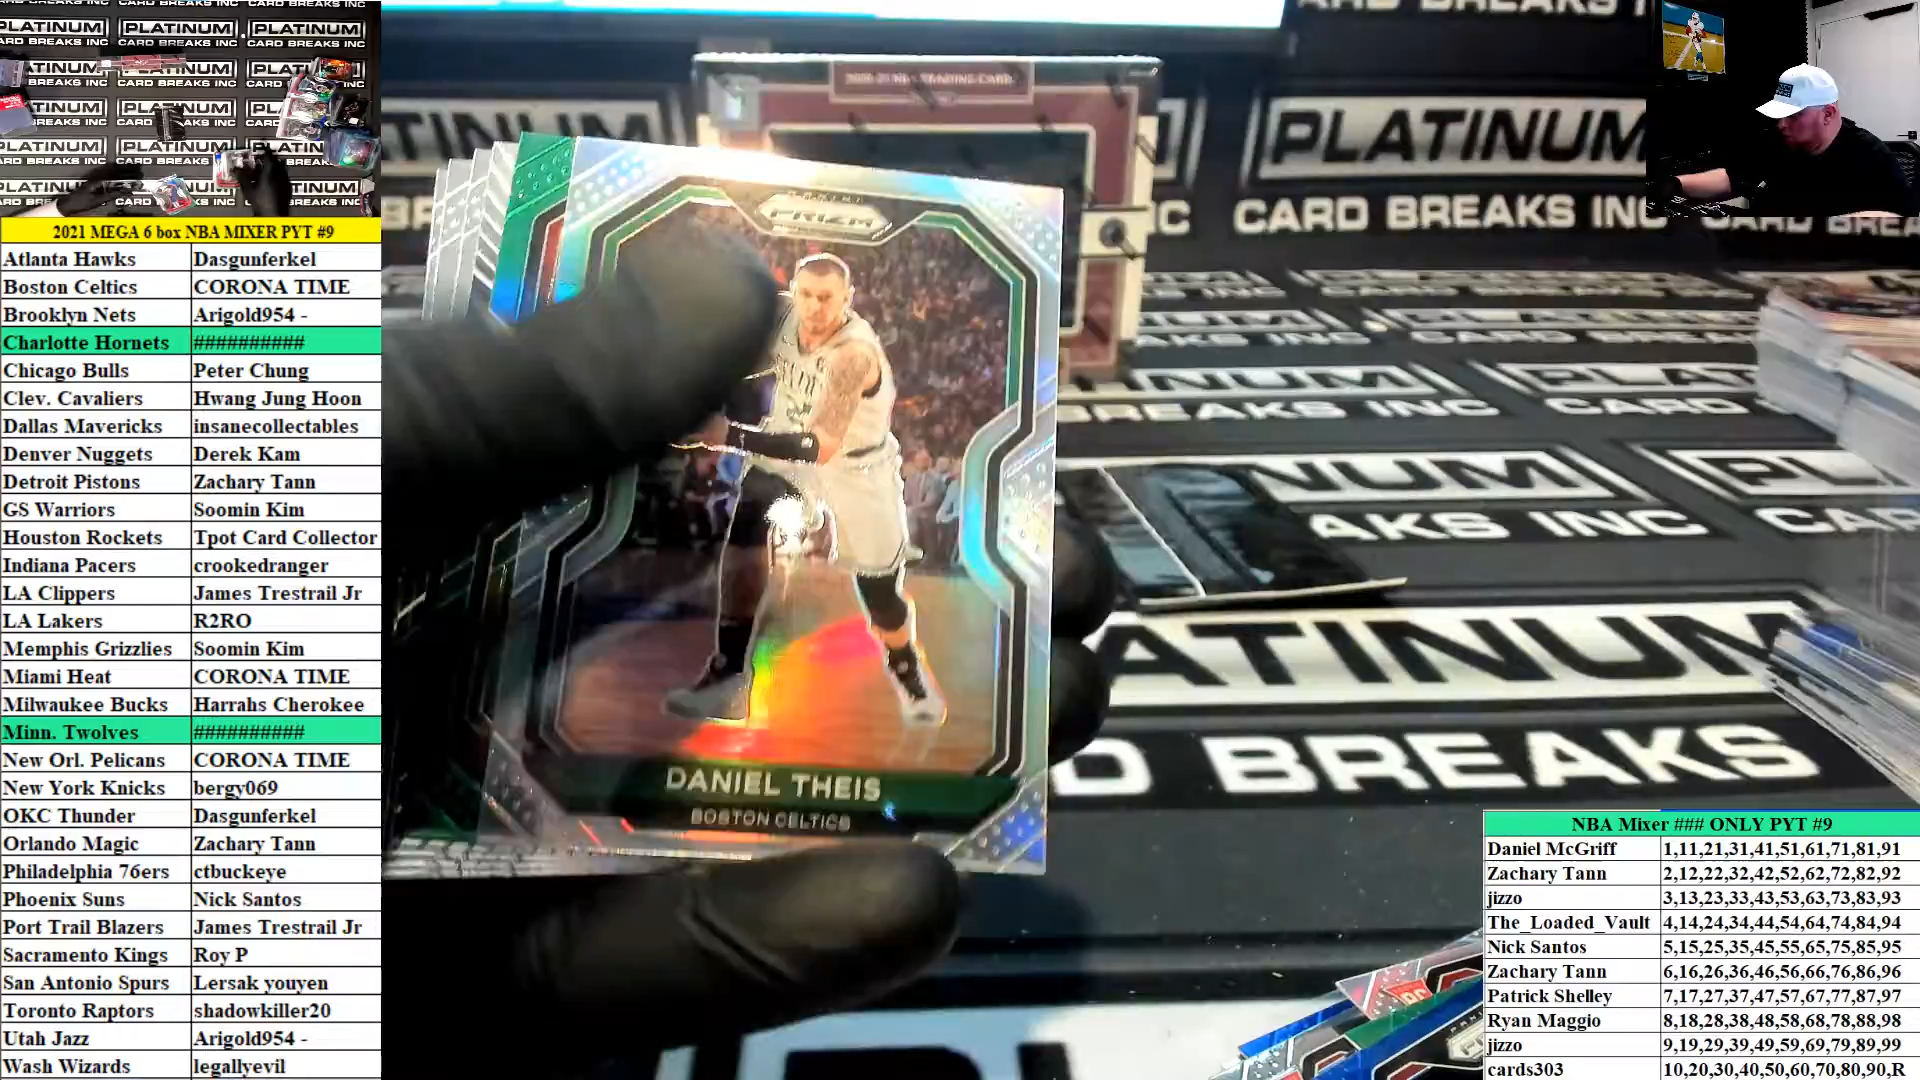 2021 MEGA 6 box NBA MIXER PYT #9
Atlanta Hawks Dasgunferkel
Boston Celtics CORONA TIME
Brooklyn Nets Arigold954 -
Charlotte Hornets ##########
Chicago Bulls Peter Chung
Clev. Cavaliers Hwang Jung Hoon
Dallas Mavericks insanecollectables
Denver Nuggets Derek Kam
Detroit Pistons Zachary Tann
GS Warriors Soomin Kim
Houston Rockets Tpot Card Collector
Indiana Pacers crookedranger
LA Clippers James Trestrail Jr
LA Lakers R2RO
Memphis Grizzlies Soomin Kim
Miami Heat CORONA TIME
Milwaukee Bucks Harrahs Cherokee
Minn. Twolves ##########
New Orl. Pelicans CORONA TIME
New York Knicks bergy069
OKC Thunder Dasgunferkel
Orlando Magic Zachary Tann
Philadelphia 76ers ctbuckeye
Phoenix Suns Nick Santos
Port Trail Blazers James Trestrail Jr
Sacramento Kings Roy P
San Antonio Spurs Lersak youyen
Toronto Raptors shadowkiller20
Utah Jazz Arigold954 -
Wash Wizards legallyevil
PANINI
PRIZM
DANIEL THEIS
BOSTON CELTICS
PLATINUM
CARD BREAKS INC
NBA Mixer ### ONLY PYT #9
Daniel McGriff 1,11,21,31,41,51,61,71,81,91
Zachary Tann 2,12,22,32,42,52,62,72,82,92
jizzo 3,13,23,33,43,53,63,73,83,93
The_Loaded_Vault 4,14,24,34,44,54,64,74,84,94
Nick Santos 5,15,25,35,45,55,65,75,85,95
Zachary Tann 6,16,26,36,46,56,66,76,86,96
Patrick Shelley 7,17,27,37,47,57,67,77,87,97
Ryan Maggio 8,18,28,38,48,58,68,78,88,98
jizzo 9,19,29,39,49,59,69,79,89,99
cards303 10,20,30,40,50,60,70,80,90,R